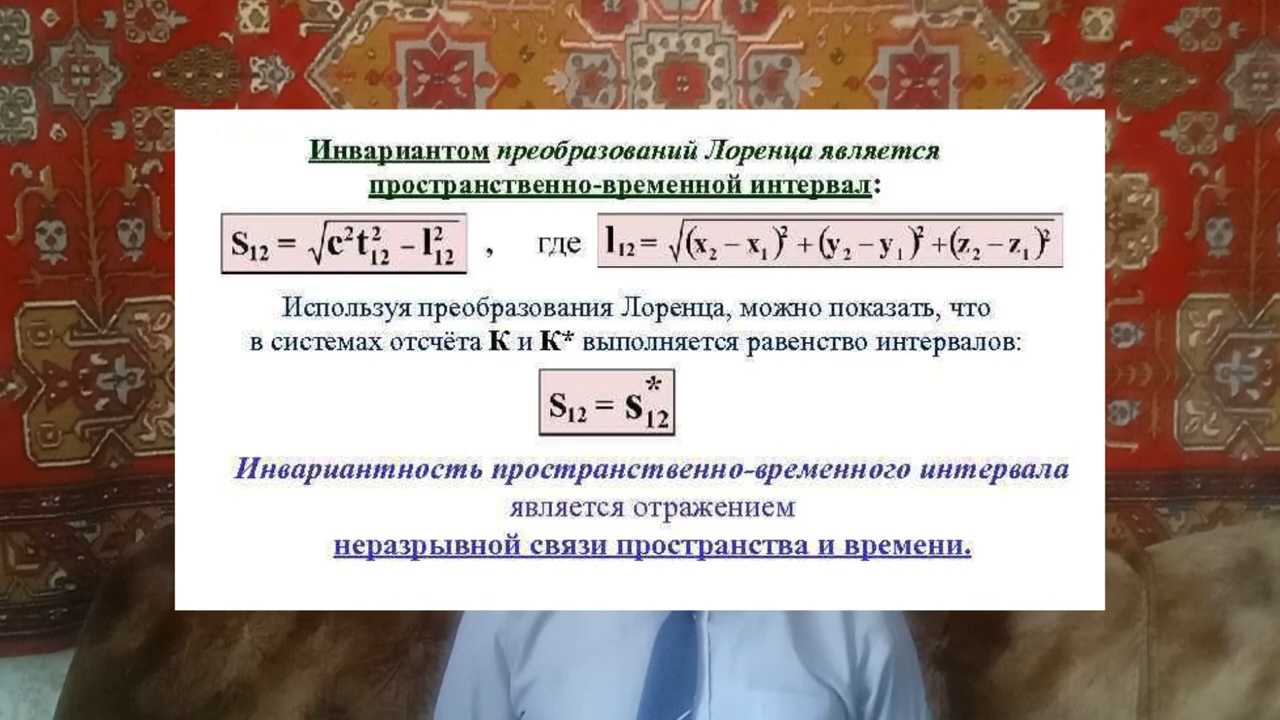 Инвариантом преобразований Лоренца является
пространственно-временной интервал:
S₁₂ = √(c²t²₁₂ – l²₁₂) , где l₁₂ = √((x₂ – x₁)² + (y₂ – y₁)² + (z₂ – z₁)²)
Используя преобразования Лоренца, можно показать, что
в системах отсчёта К и К* выполняется равенство интервалов:
S₁₂ = s*₁₂
Инвариантность пространственно-временного интервала
является отражением
неразрывной связи пространства и времени.